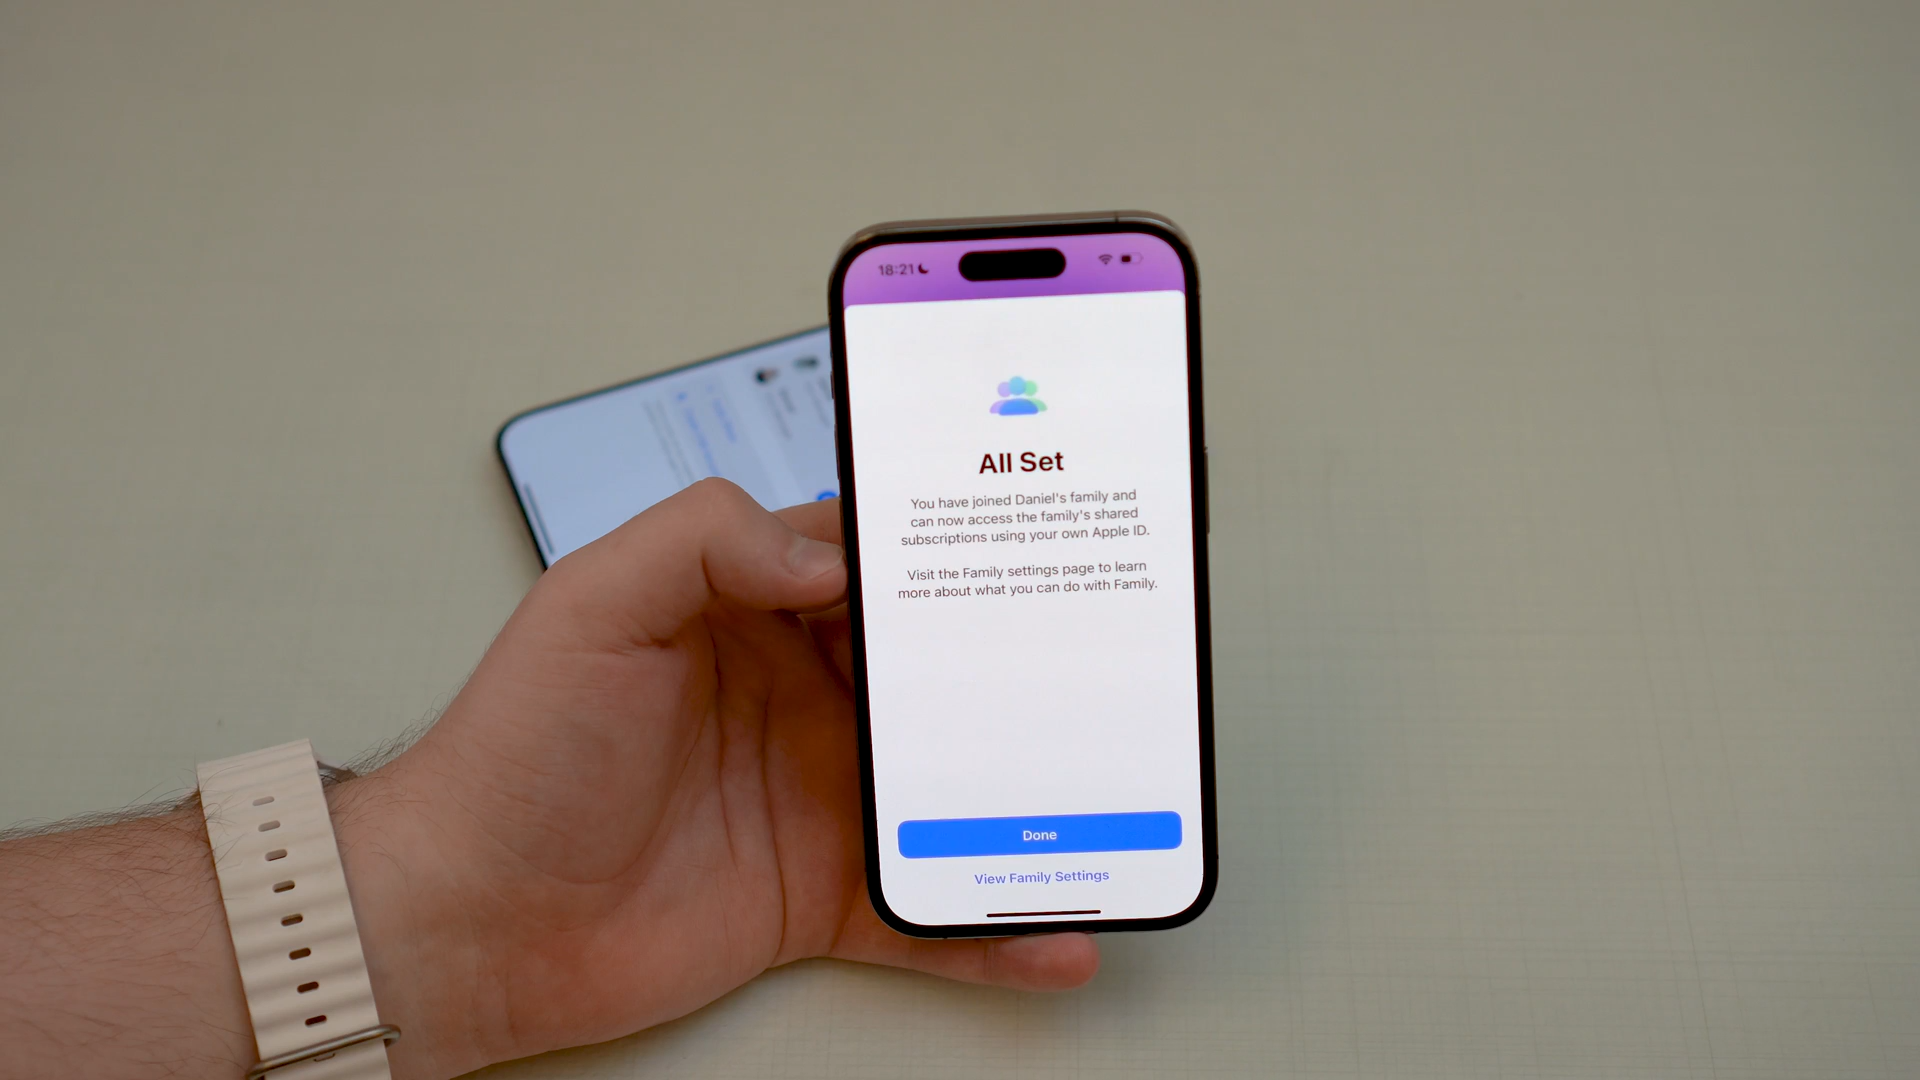 18:21
All Set
You have joined Daniel's family and
can now access the family's shared
subscriptions using your own Apple ID.
Visit the Family settings page to learn
more about what you can do with Family.
Done
View Family Settings